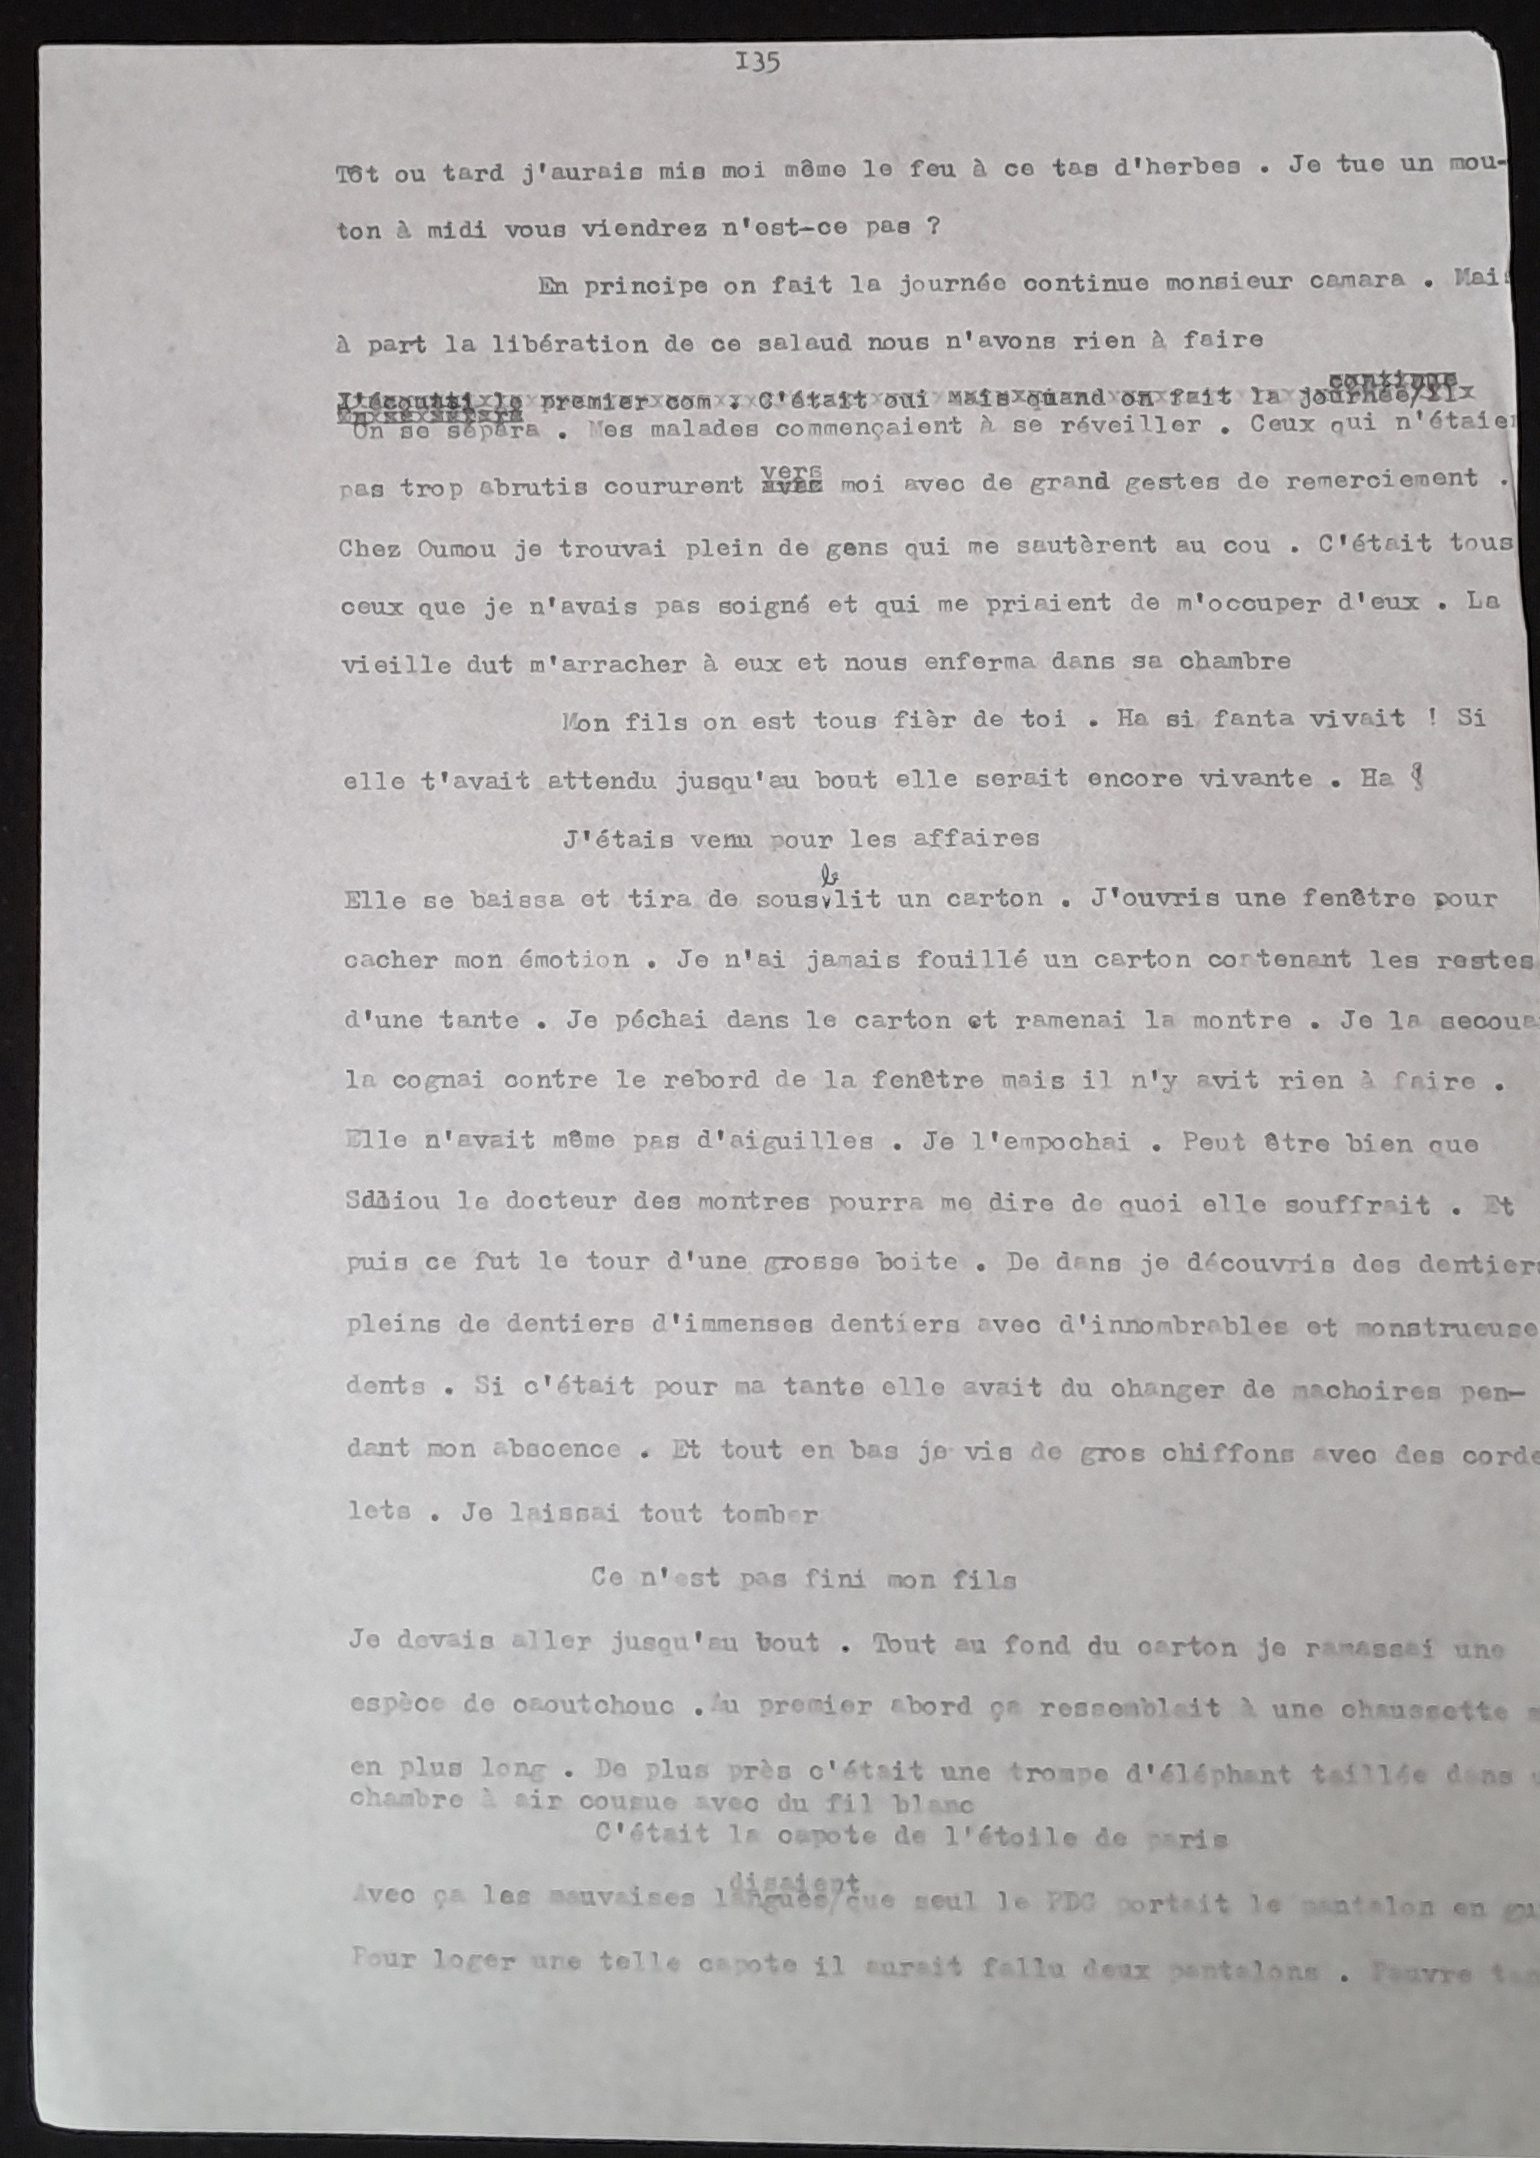 135
Tôt ou tard j'aurais mis moi même le feu à ce tas d'herbes . Je tue un mou-
ton à midi vous viendrez n'est-ce pas ?
En principe on fait la journée continue monsieur camara . Mais
à part la libération de ce salaud nous n'avons rien à faire
continue
premier com . C'était oui Mais quand on fait la journée/Ilx
On se sépara . Mes malades commençaient à se réveiller . Ceux qui n'étaien
vers
pas trop abrutis coururent avec moi avec de grand gestes de remerciement .
Chez Oumou je trouvai plein de gens qui me sautèrent au cou . C'était tous
ceux que je n'avais pas soigné et qui me priaient de m'occuper d'eux . La
vieille dut m'arracher à eux et nous enferma dans sa chambre
Mon fils on est tous fièr de toi . Ha si fanta vivait ! Si
elle t'avait attendu jusqu'au bout elle serait encore vivante . Ha !
J'étais venu pour les affaires
le
Elle se baissa et tira de sous lit un carton . J'ouvris une fenêtre pour
cacher mon émotion . Je n'ai jamais fouillé un carton contenant les restes
d'une tante . Je péchai dans le carton et ramenai la montre . Je la secoua
la cognai contre le rebord de la fenêtre mais il n'y avit rien à faire .
Elle n'avait même pas d'aiguilles . Je l'empochai . Peut être bien que
le docteur des montres pourra me dire de quoi elle souffrait . Et
puis ce fut le tour d'une grosse boite . De dans je découvris des dentiers
pleins de dentiers d'immenses dentiers avec d'innombrables et monstrueuse
dents . Si c'était pour ma tante elle avait du changer de machoires pen-
dant mon abscence . Et tout en bas je vis de gros chiffons avec des corde
lets . Je laissai tout tomber
Ce n'est pas fini mon fils
Je devais aller jusqu'au bout . Tout au fond du carton je ramassai une
espèce de caoutchouc .Au premier abord ça ressemblait à une chaussette
en plus long . De plus près c'était une trompe d'éléphant taillée dans
chambre à air cousue avec du fil blanc
C'était la capote de l'étoile de paris
disaient
Avec ça les mauvaises langues/que seul le PDG portait le pantalon en gu
Pour loger une telle capote il aurait fallu deux pantalons . Pauvre tan